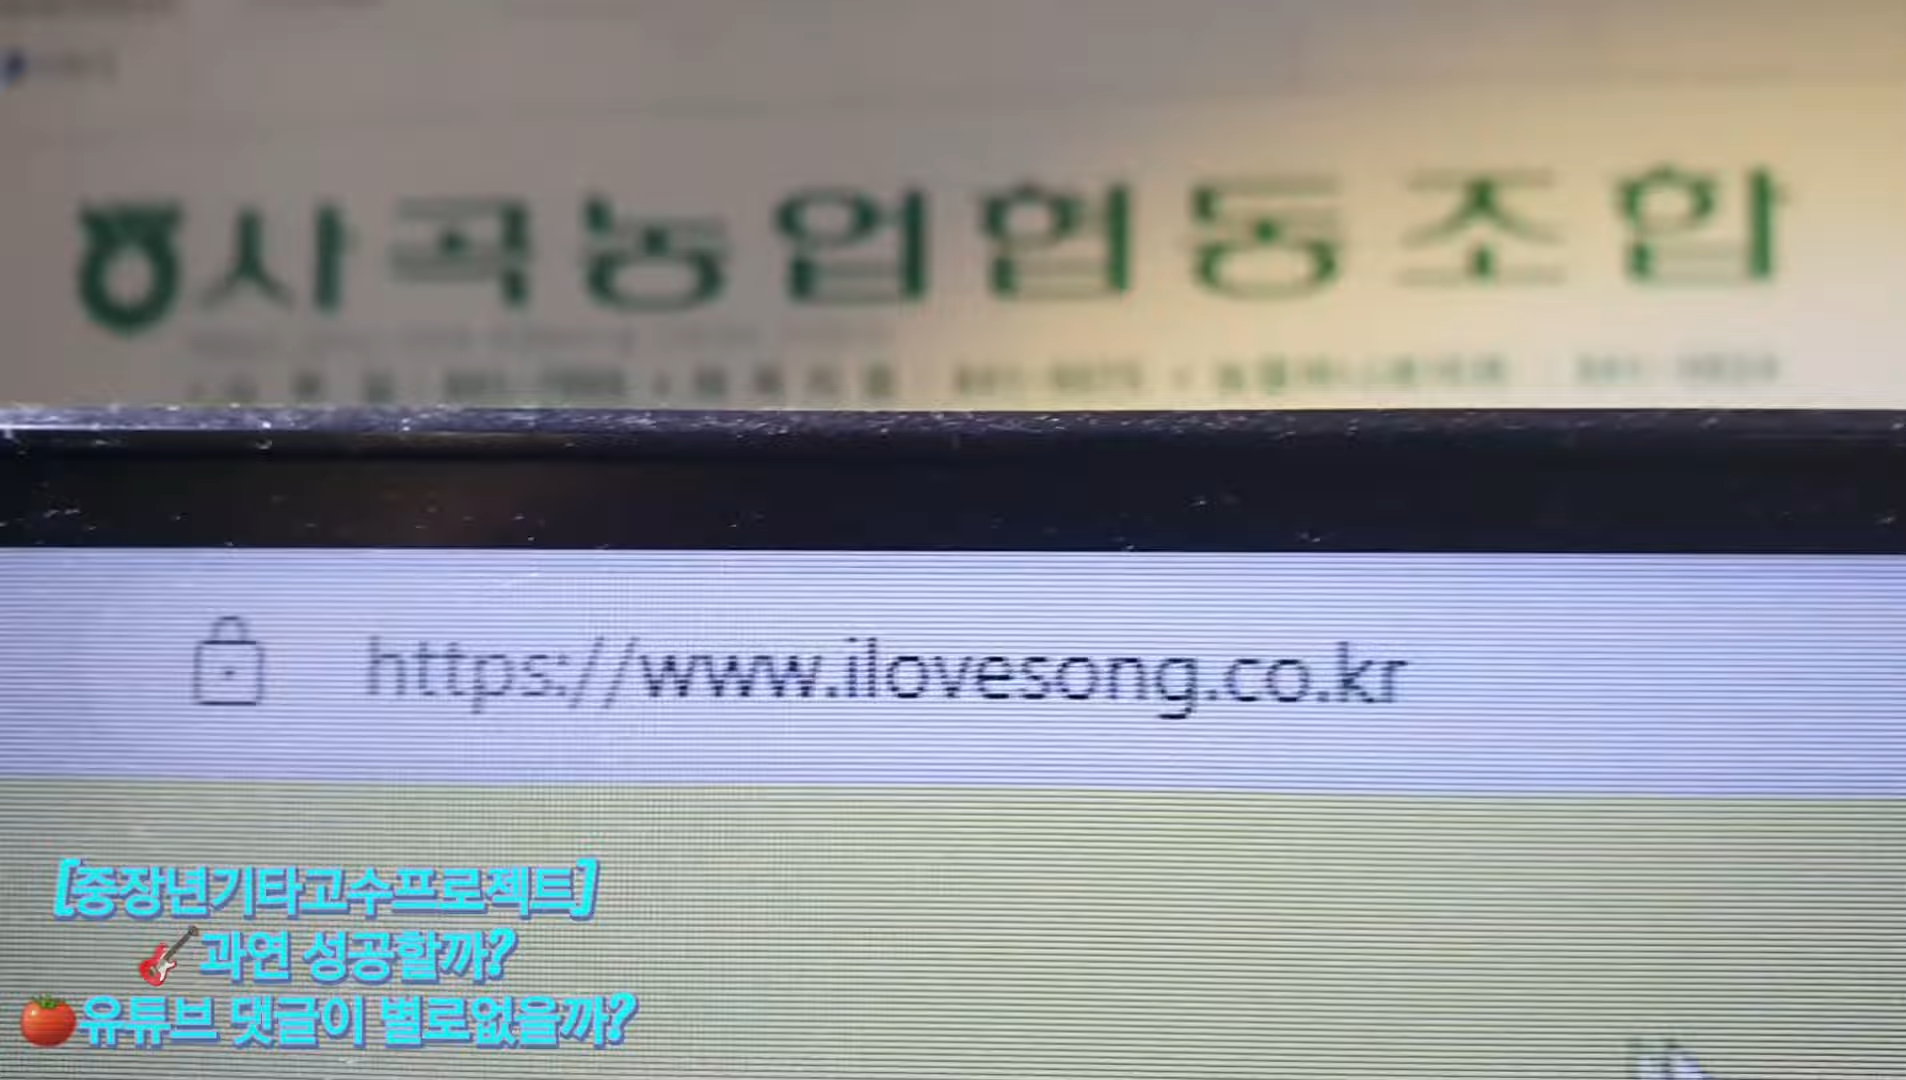 사곡농업협동조합
https://www.ilovesong.co.kr
[중장년기타고수프로젝트]
🎸과연 성공할까?
🍅유튜브 댓글이 별로없을까?